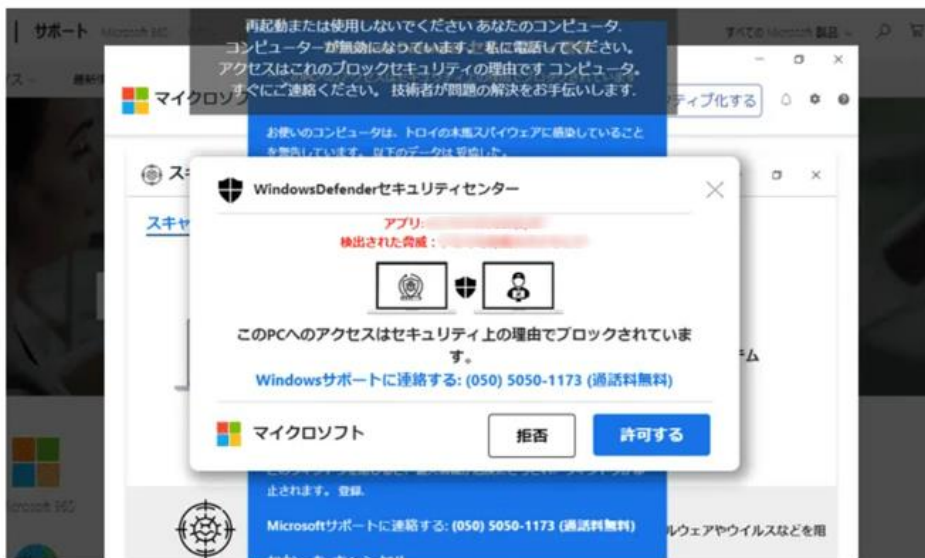 再起動または使用しないでください あなたのコンピュータ.
サポート
Microsoft 365
すべての Microsoft 製品
コンピューターが無効になっています。 私に電話してください。
アクセスはこれのブロックセキュリティの理由です コンピュータ。
すぐにご連絡ください。 技術者が問題の解決をお手伝いします.
マイクロソフ
ティブ化する
お使いのコンピュータは、トロイの木馬スパイウェアに感染していること
を警告しています。 以下のデータは 妥協した。
スキ
WindowsDefenderセキュリティセンター
スキャ
アプリ:
検出された脅威:
このPCへのアクセスはセキュリティ上の理由でブロックされていま
す。
テム
Windowsサポートに連絡する: (050) 5050-1173 (通話料無料)
マイクロソフト
拒否
許可する
止されます。 登録.
Microsoftサポートに連絡する: (050) 5050-1173 (通話料無料)
ルウェアやウイルスなどを阻